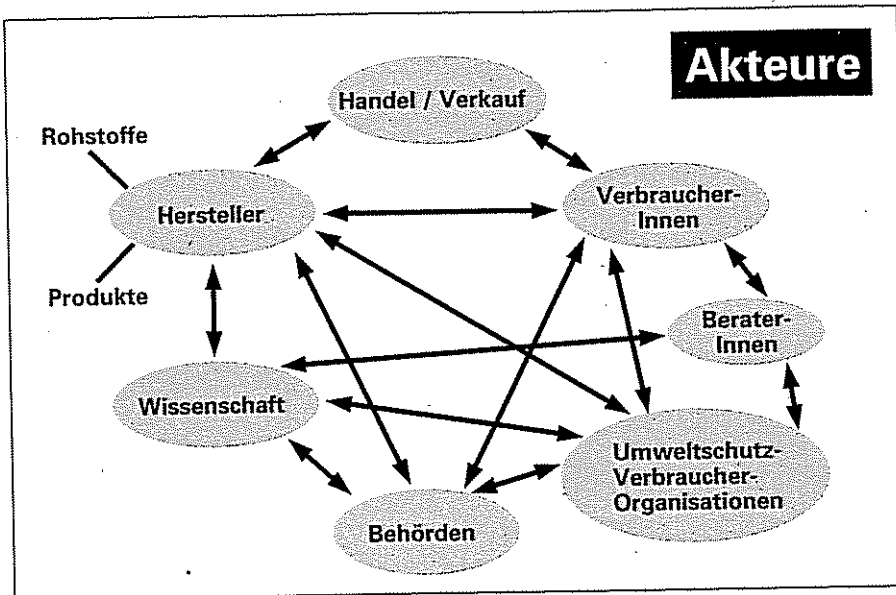 Akteure
Handel / Verkauf
Rohstoffe
Hersteller
Verbraucher-
Innen
Produkte
Berater-
Innen
Wissenschaft
Umweltschutz-
Verbraucher-
Organisationen
Behörden